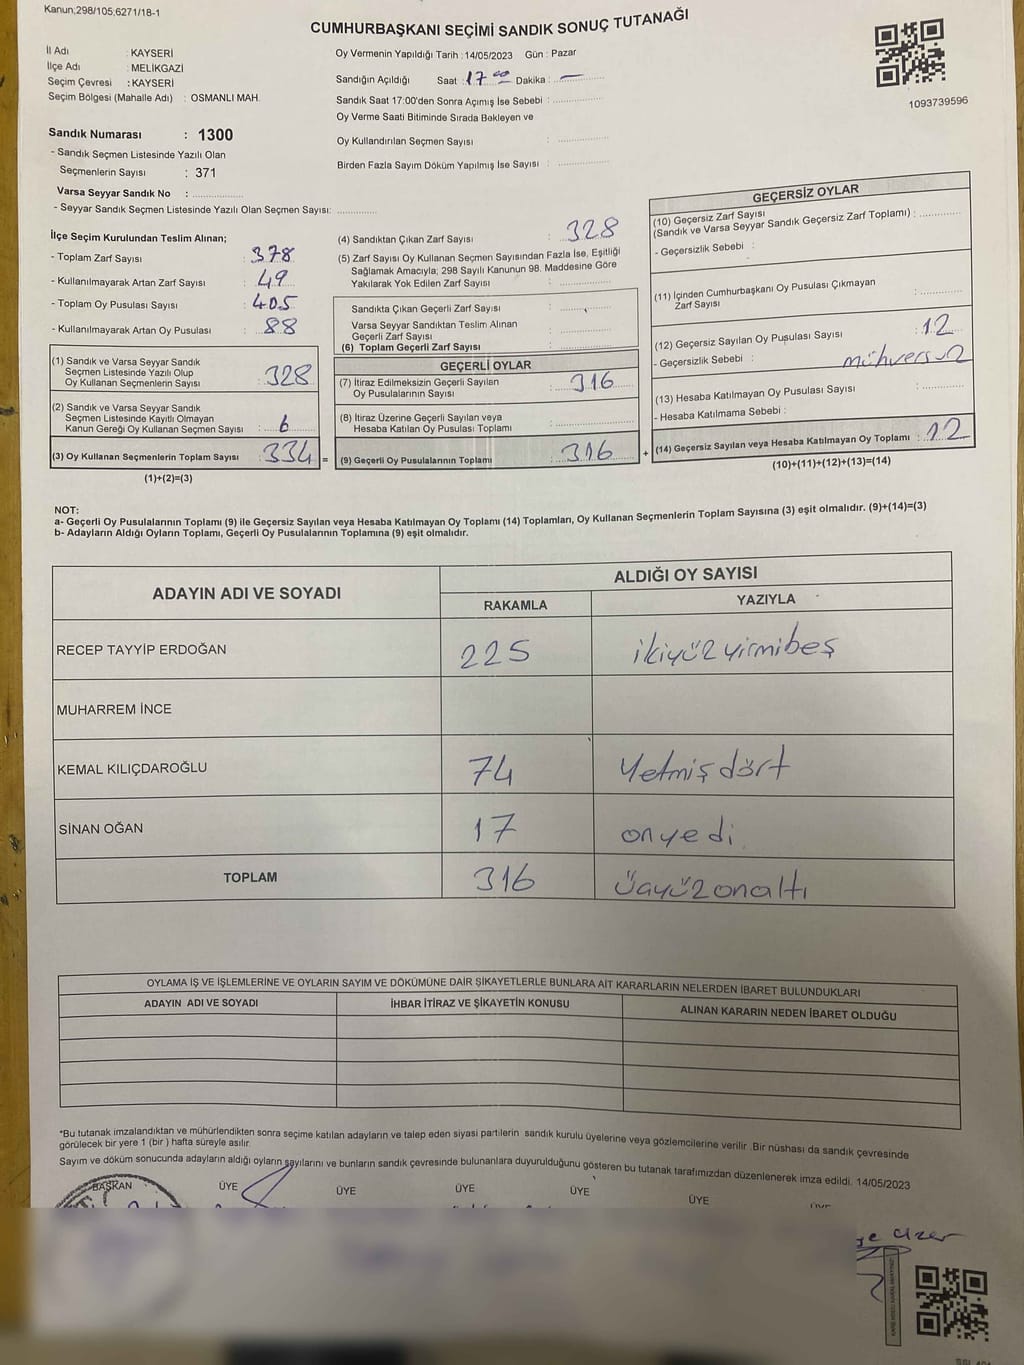 Kanun:298/105,6271/18-1
CUMHURBAŞKANI SEÇİMİ SANDIK SONUÇ TUTANAĞI
İl Adı : KAYSERİ
İlçe Adı : MELİKGAZİ
Seçim Çevresi : KAYSERİ
Seçim Bölgesi (Mahalle Adı) : OSMANLI MAH.
Oy Vermenin Yapıldığı Tarih : 14/05/2023 Gün : Pazar
Sandığın Açıldığı Saat : 17 00 Dakika : —
Sandık Saat 17:00'den Sonra Açımış İse Sebebi :
Oy Verme Saati Bitiminde Sırada Bekleyen ve
Oy Kullandırılan Seçmen Sayısı :
Birden Fazla Sayım Döküm Yapılmış İse Sayısı :
1093739596
Sandık Numarası : 1300
- Sandık Seçmen Listesinde Yazılı Olan
Seçmenlerin Sayısı : 371
Varsa Seyyar Sandık No :
- Seyyar Sandık Seçmen Listesinde Yazılı Olan Seçmen Sayısı:
İlçe Seçim Kurulundan Teslim Alınan;
- Toplam Zarf Sayısı : 378
- Kullanılmayarak Artan Zarf Sayısı : 49
- Toplam Oy Pusulası Sayısı : 405
- Kullanılmayarak Artan Oy Pusulası : 88
(1) Sandık ve Varsa Seyyar Sandık
Seçmen Listesinde Yazılı Olup
Oy Kullanan Seçmenlerin Sayısı : 328
(2) Sandık ve Varsa Seyyar Sandık
Seçmen Listesinde Kayıtlı Olmayan
Kanun Gereği Oy Kullanan Seçmen Sayısı : 6
(3) Oy Kullanan Seçmenlerin Toplam Sayısı : 334 =
(1)+(2)=(3)
(4) Sandıktan Çıkan Zarf Sayısı : 328
(5) Zarf Sayısı Oy Kullanan Seçmen Sayısından Fazla İse, Eşitliği
Sağlamak Amacıyla; 298 Sayılı Kanunun 98. Maddesine Göre
Yakılarak Yok Edilen Zarf Sayısı :
Sandıkta Çıkan Geçerli Zarf Sayısı :
Varsa Seyyar Sandıktan Teslim Alınan
Geçerli Zarf Sayısı :
(6) Toplam Geçerli Zarf Sayısı :
GEÇERLİ OYLAR
(7) İtiraz Edilmeksizin Geçerli Sayılan
Oy Pusulalarının Sayısı : 316
(8) İtiraz Üzerine Geçerli Sayılan veya
Hesaba Katılan Oy Pusulası Toplamı :
(9) Geçerli Oy Pusulalarının Toplamı : 316 +
GEÇERSİZ OYLAR
(10) Geçersiz Zarf Sayısı
(Sandık ve Varsa Seyyar Sandık Geçersiz Zarf Toplamı) :
- Geçersizlik Sebebi :
(11) İçinden Cumhurbaşkanı Oy Pusulası Çıkmayan
Zarf Sayısı :
(12) Geçersiz Sayılan Oy Pusulası Sayısı : 12
- Geçersizlik Sebebi :
(13) Hesaba Katılmayan Oy Pusulası Sayısı :
- Hesaba Katılmama Sebebi :
(14) Geçersiz Sayılan veya Hesaba Katılmayan Oy Toplamı : 12
(10)+(11)+(12)+(13)=(14)
NOT:
a- Geçerli Oy Pusulalarının Toplamı (9) ile Geçersiz Sayılan veya Hesaba Katılmayan Oy Toplamı (14) Toplamları, Oy Kullanan Seçmenlerin Toplam Sayısına (3) eşit olmalıdır. (9)+(14)=(3)
b- Adayların Aldığı Oyların Toplamı, Geçerli Oy Pusulalarının Toplamına (9) eşit olmalıdır.
ADAYIN ADI VE SOYADI
ALDIĞI OY SAYISI
RAKAMLA YAZIYLA
RECEP TAYYİP ERDOĞAN 225 ikiyüz yirmibeş
MUHARREM İNCE
KEMAL KILIÇDAROĞLU 74 Yetmiş dört
SİNAN OĞAN 17 onyedi
TOPLAM 316 üçyüz onaltı
OYLAMA İŞ VE İŞLEMLERİNE VE OYLARIN SAYIM VE DÖKÜMÜNE DAİR ŞİKAYETLERLE BUNLARA AİT KARARLARIN NELERDEN İBARET BULUNDUKLARI
ADAYIN ADI VE SOYADI İHBAR İTİRAZ VE ŞİKAYETİN KONUSU ALINAN KARARIN NEDEN İBARET OLDUĞU
*Bu tutanak imzalandıktan ve mühürlendikten sonra seçime katılan adayların ve talep eden siyasi partilerin sandık kurulu üyelerine veya gözlemcilerine verilir. Bir nüshası da sandık çevresinde
görülecek bir yere 1 (bir ) hafta süreyle asılır.
Sayım ve döküm sonucunda adayların aldığı oyların sayılarını ve bunların sandık çevresinde bulunanlara duyurulduğunu gösteren bu tutanak tarafımızdan düzenlenerek imza edildi. 14/05/2023
BAŞKAN ÜYE ÜYE ÜYE ÜYE ÜYE ÜYE